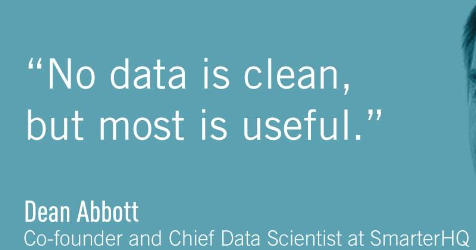 “No data is clean,
but most is useful.”
Dean Abbott
Co-founder and Chief Data Scientist at SmarterHQ